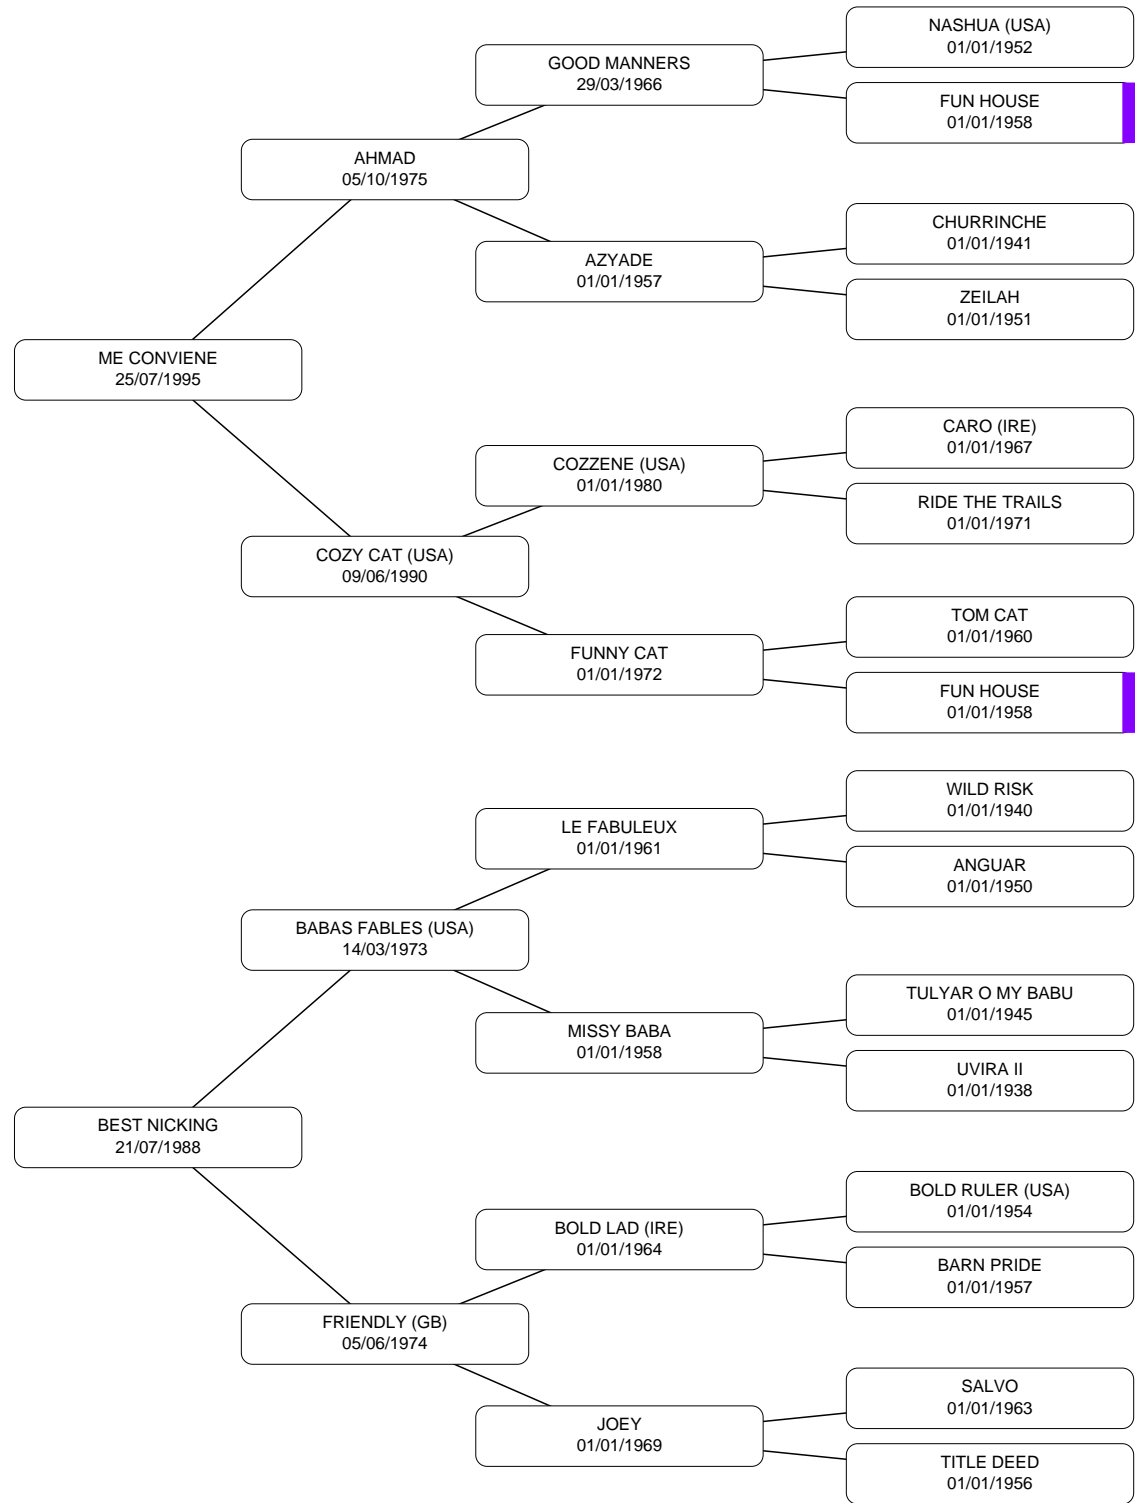 NASHUA (USA)
01/01/1952
GOOD MANNERS
29/03/1966
FUN HOUSE
01/01/1958
AHMAD
05/10/1975
CHURRINCHE
01/01/1941
AZYADE
01/01/1957
ZEILAH
01/01/1951
ME CONVIENE
25/07/1995
CARO (IRE)
01/01/1967
COZZENE (USA)
01/01/1980
RIDE THE TRAILS
01/01/1971
COZY CAT (USA)
09/06/1990
TOM CAT
01/01/1960
FUNNY CAT
01/01/1972
FUN HOUSE
01/01/1958
WILD RISK
01/01/1940
LE FABULEUX
01/01/1961
ANGUAR
01/01/1950
BABAS FABLES (USA)
14/03/1973
TULYAR O MY BABU
01/01/1945
MISSY BABA
01/01/1958
UVIRA II
01/01/1938
BEST NICKING
21/07/1988
BOLD RULER (USA)
01/01/1954
BOLD LAD (IRE)
01/01/1964
BARN PRIDE
01/01/1957
FRIENDLY (GB)
05/06/1974
SALVO
01/01/1963
JOEY
01/01/1969
TITLE DEED
01/01/1956